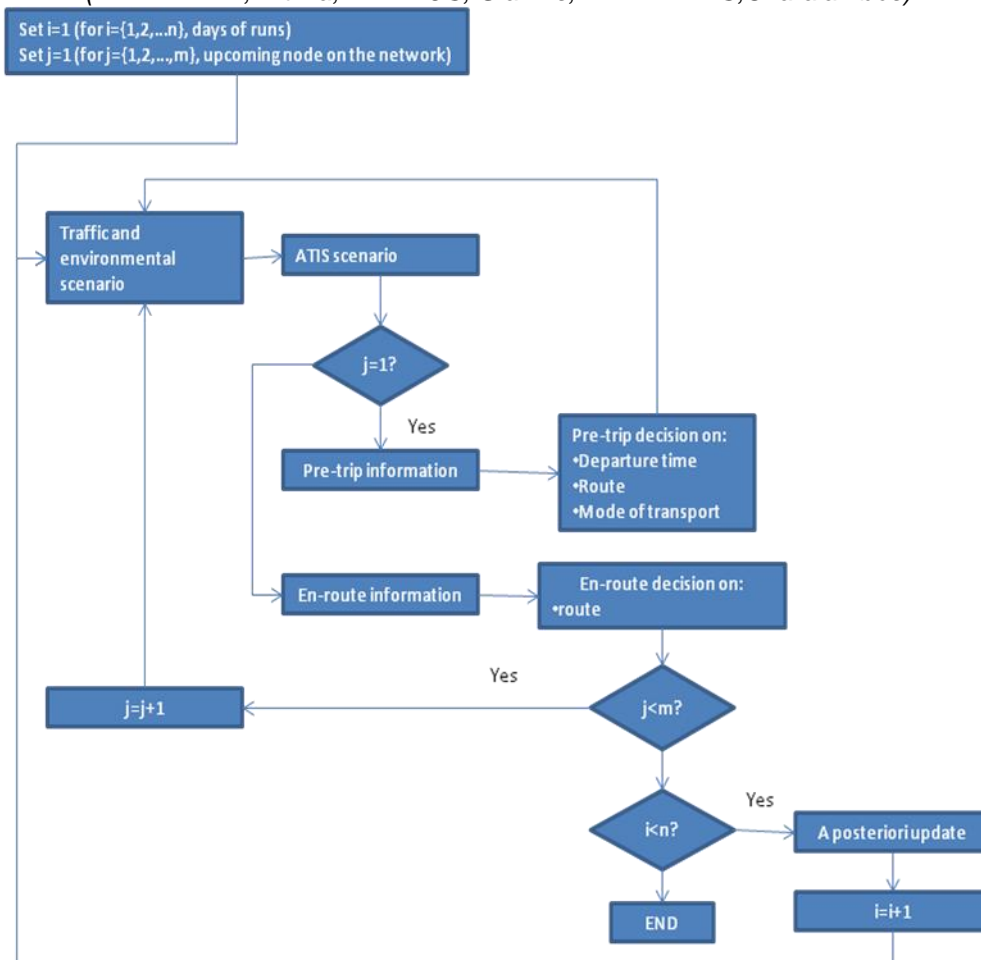 Set i=1 (for i={1,2,...n}, days of runs)
Set j=1 (for j={1,2,...,m}, upcoming node on the network)
Traffic and
environmental
scenario
ATIS scenario
j=1?
Yes
Pre-trip information
Pre-trip decision on:
•Departure time
•Route
•Mode of transport
En-route information
En-route decision on:
•route
Yes
j=j+1
j<m?
i<n?
Yes
A posteriori update
END
i=i+1